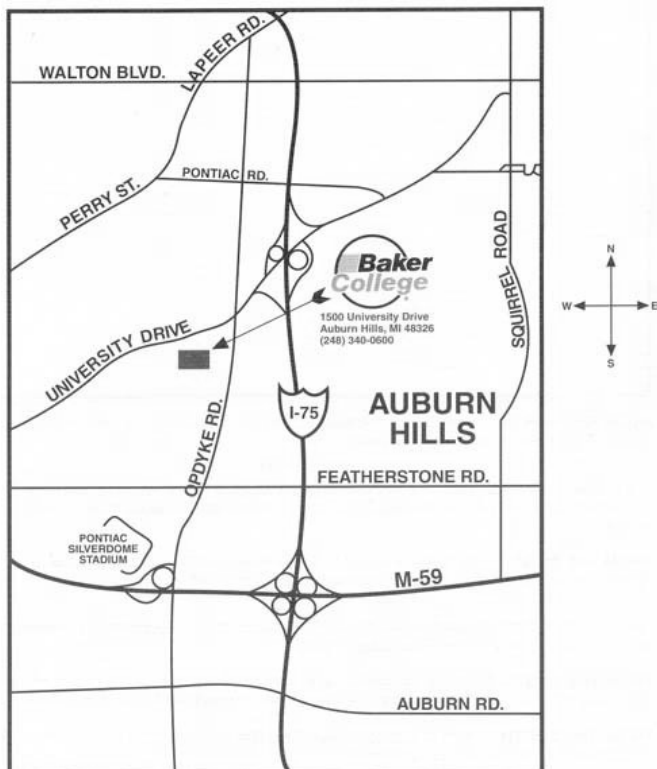 LAPEER RD.
WALTON BLVD.
PONTIAC RD.
PERRY ST.
SQUIRREL ROAD
Baker
College
1500 University Drive
Auburn Hills, MI 48326
(248) 340-0600
N
W
E
S
UNIVERSITY DRIVE
OPDYKE RD.
I-75
AUBURN
HILLS
FEATHERSTONE RD.
PONTIAC
SILVERDOME
STADIUM
M-59
AUBURN RD.